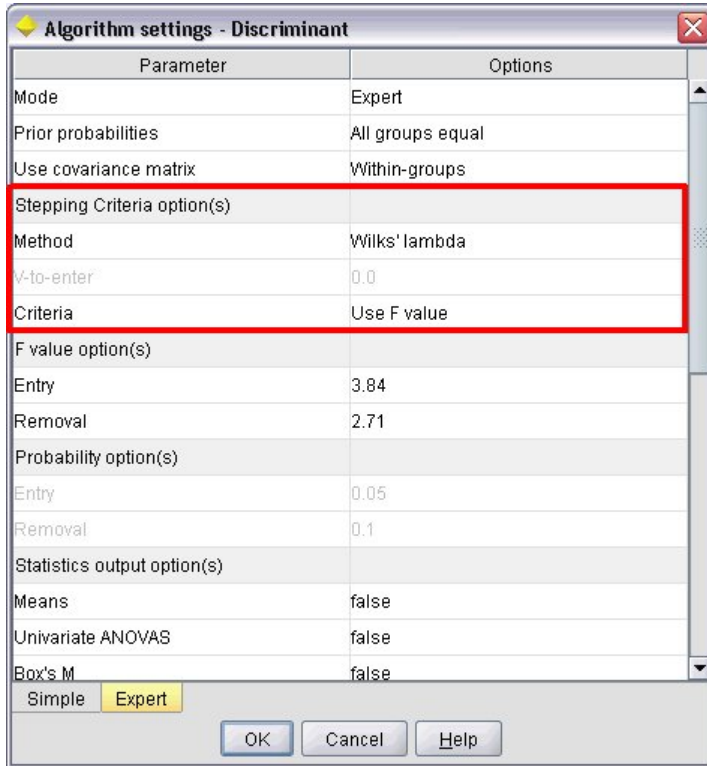 Algorithm settings - Discriminant
Parameter Options
Mode Expert
Prior probabilities All groups equal
Use covariance matrix Within-groups
Stepping Criteria option(s)
Method Wilks' lambda
V-to-enter 0.0
Criteria Use F value
F value option(s)
Entry 3.84
Removal 2.71
Probability option(s)
Entry 0.05
Removal 0.1
Statistics output option(s)
Means false
Univariate ANOVAS false
Box's M false
Simple Expert
OK Cancel Help